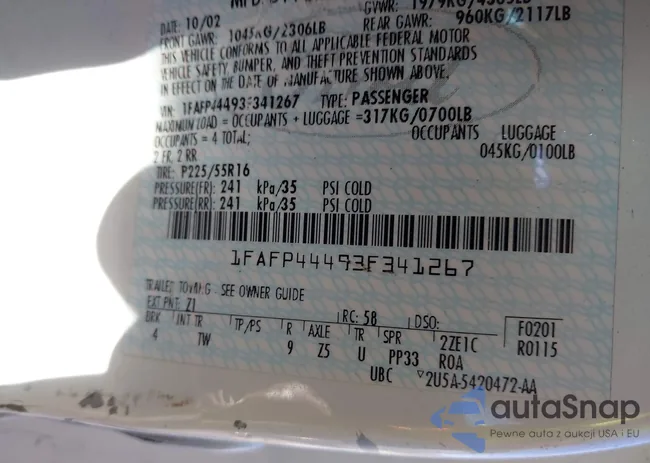 10/02
GVWR: 1979KG/
FRONT GAWR: 1045KG/2306LB
REAR GAWR: 960KG/2117LB
THIS VEHICLE CONFORMS TO ALL APPLICABLE FEDERAL MOTOR
VEHICLE SAFETY, BUMPER, AND THEFT PREVENTION STANDARDS
IN EFFECT ON THE DATE OF MANUFACTURE SHOWN ABOVE.
VIN: 1FAFP44493F341267 TYPE: PASSENGER
MAXIMUM LOAD = OCCUPANTS + LUGGAGE =317KG/0700LB
OCCUPANTS = 4 TOTAL; OCCUPANTS LUGGAGE
2 FR, 2 RR 045KG/0100LB
TIRE: P225/55R16
PRESSURE(FR): 241 kPa/35 PSI COLD
PRESSURE(RR): 241 kPa/35 PSI COLD
1FAFP44493F341267
TRAILER TOWING - SEE OWNER GUIDE
EXT PNT: Z1 RC: 58 DSO: F0201
BRK INT TR TP/PS R AXLE TR SPR 2ZE1C R0115
4 TW 9 Z5 U PP33 ROA
UBC ▽2U5A-5420472-AA
autaSnap
Pewne auta z aukcji USA i EU